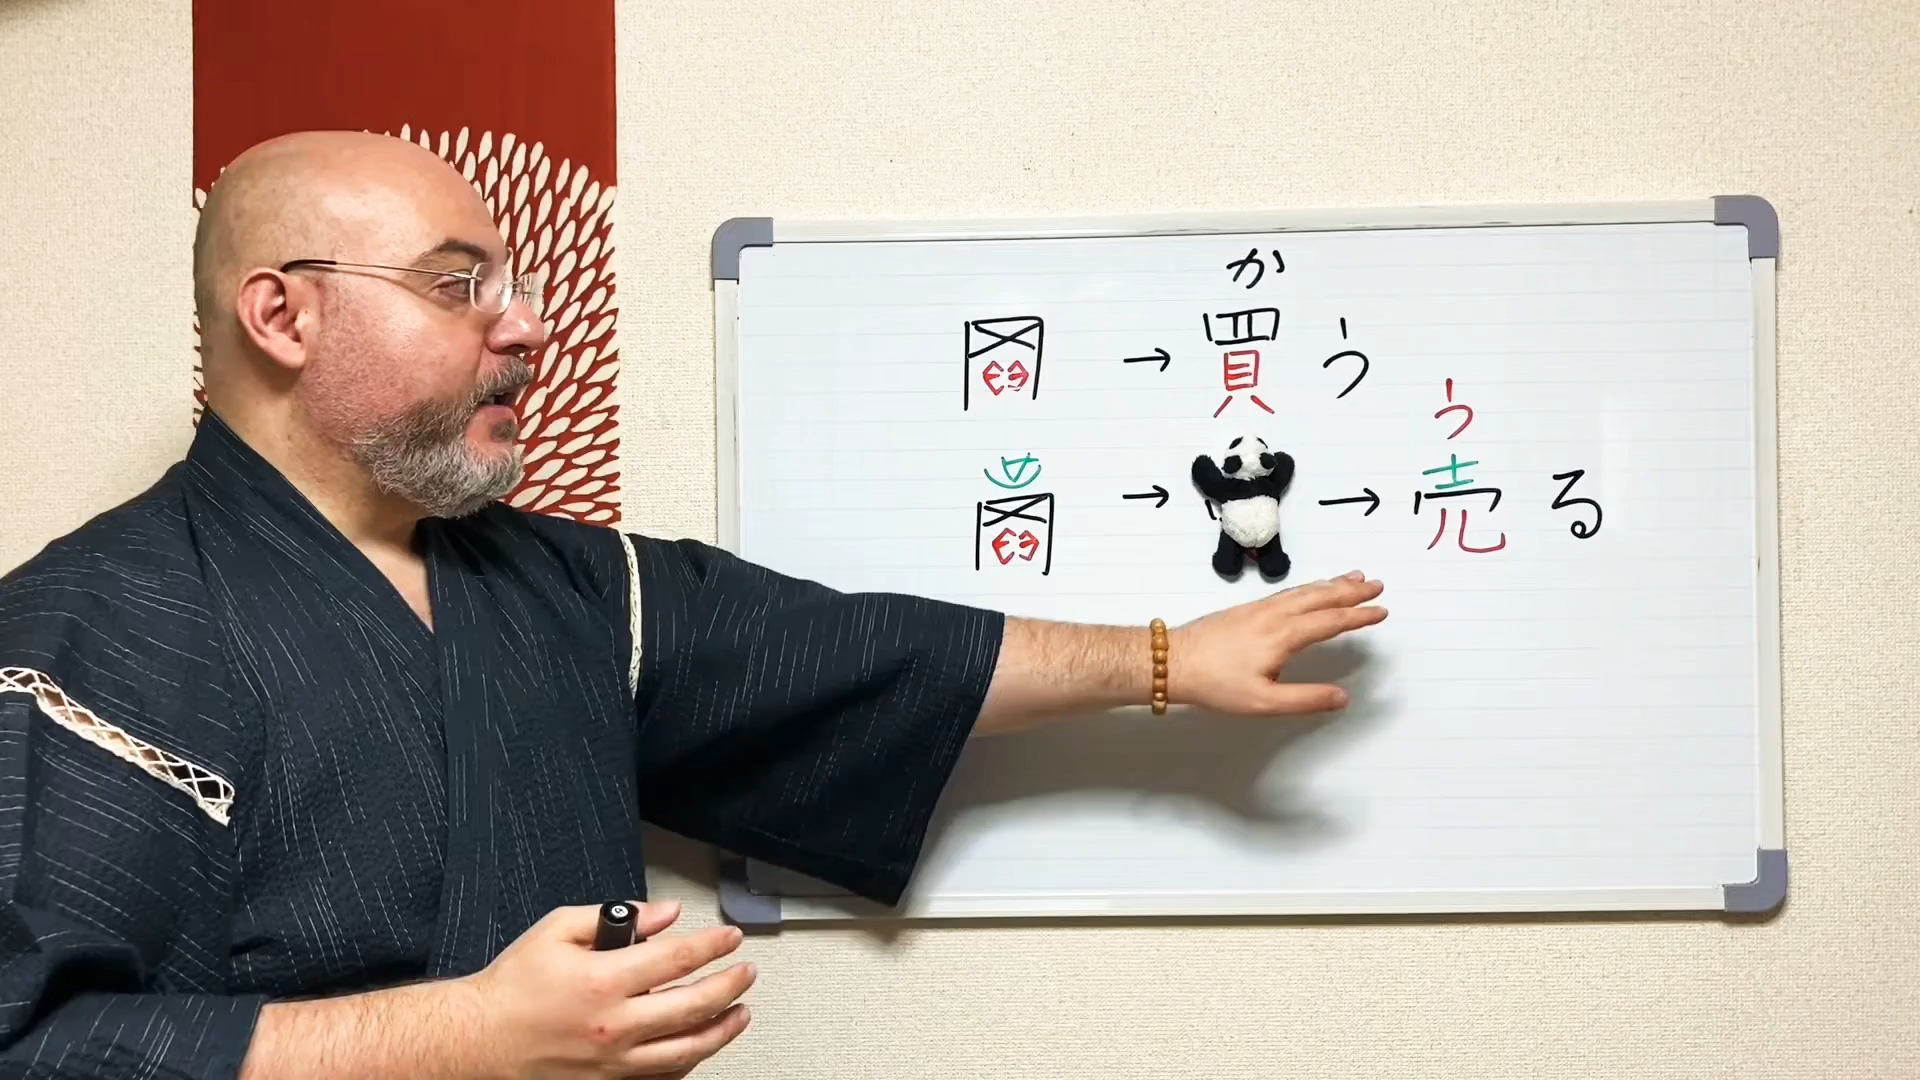 か
→ 買う
う
→ → 売る